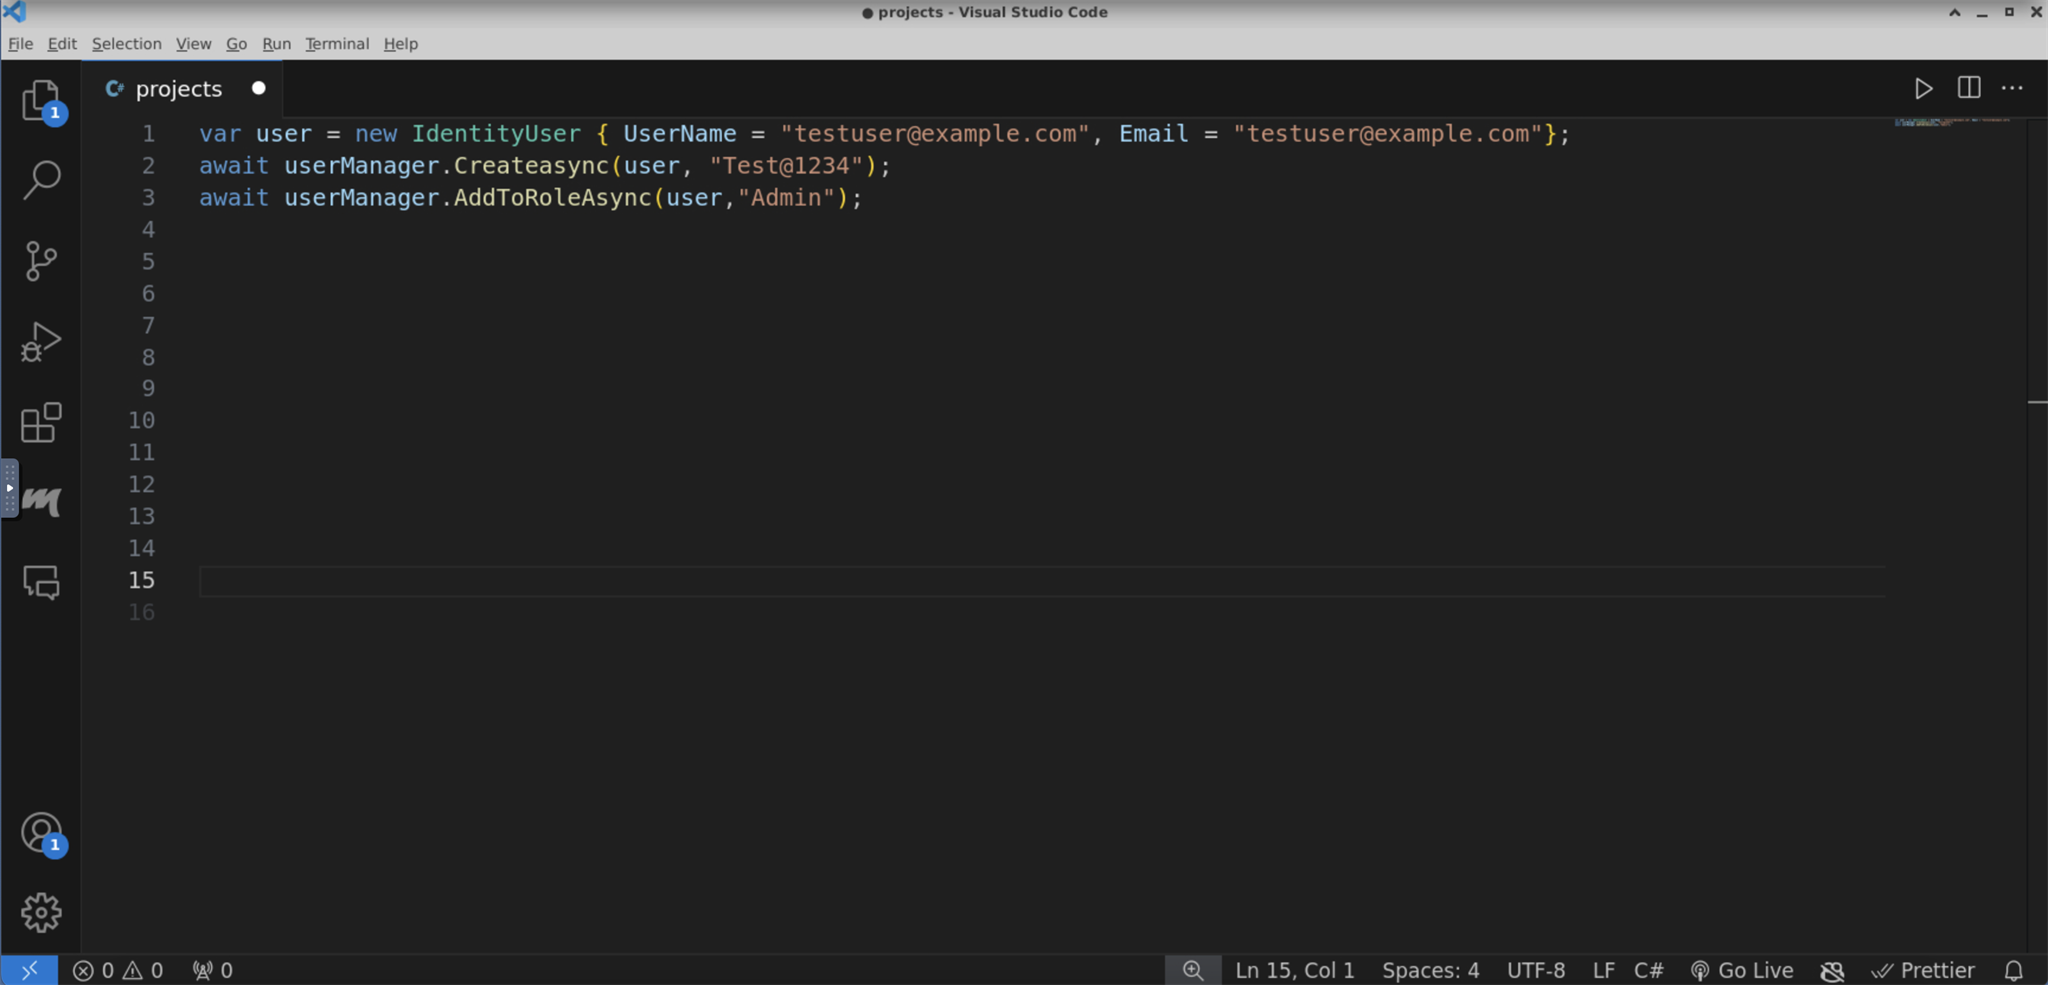 ● projects - Visual Studio Code
File Edit Selection View Go Run Terminal Help
1
C# projects
1 var user = new IdentityUser { UserName = "testuser@example.com", Email = "testuser@example.com"};
2 await userManager.Createasync(user, "Test@1234");
3 await userManager.AddToRoleAsync(user,"Admin");
4
5
6
7
8
9
10
11
12
13
14
15
16
1
0 0 0 Ln 15, Col 1 Spaces: 4 UTF-8 LF C# Go Live Prettier